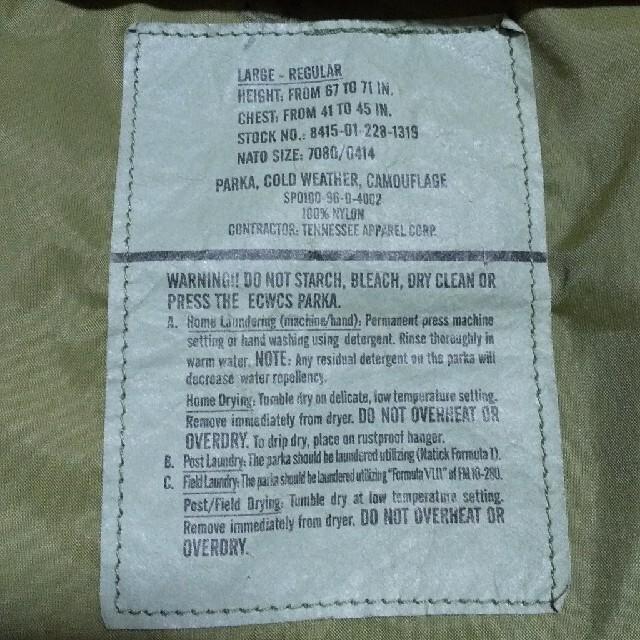 LARGE - REGULAR
HEIGHT: FROM 67 TO 71 IN.
CHEST: FROM 41 TO 45 IN.
STOCK NO.: 8415-01-228-1319
NATO SIZE: 7080/0414
PARKA, COLD WEATHER, CAMOUFLAGE
SPO100-96-D-4002
100% NYLON
CONTRACTOR: TENNESSEE APPAREL CORP.
WARNING!! DO NOT STARCH, BLEACH, DRY CLEAN OR
PRESS THE ECWCS PARKA.
A. Home Laundering (machine/hand): Permanent press machine
setting or hand washing using detergent. Rinse thoroughly in
warm water. NOTE: Any residual detergent on the parka will
decrease water repellency.
Home Drying: Tumble dry on delicate, low temperature setting.
Remove immediately from dryer. DO NOT OVERHEAT OR
OVERDRY. To drip dry, place on rustproof hanger.
B. Post Laundry: The parka should be laundered utilizing (Natick Formula 1).
C. Field Laundry: The parka should be laundered utilizing "Formula VI,II" of FM 10-280.
Post/Field Drying: Tumble dry at low temperature setting.
Remove immediately from dryer. DO NOT OVERHEAT OR
OVERDRY.